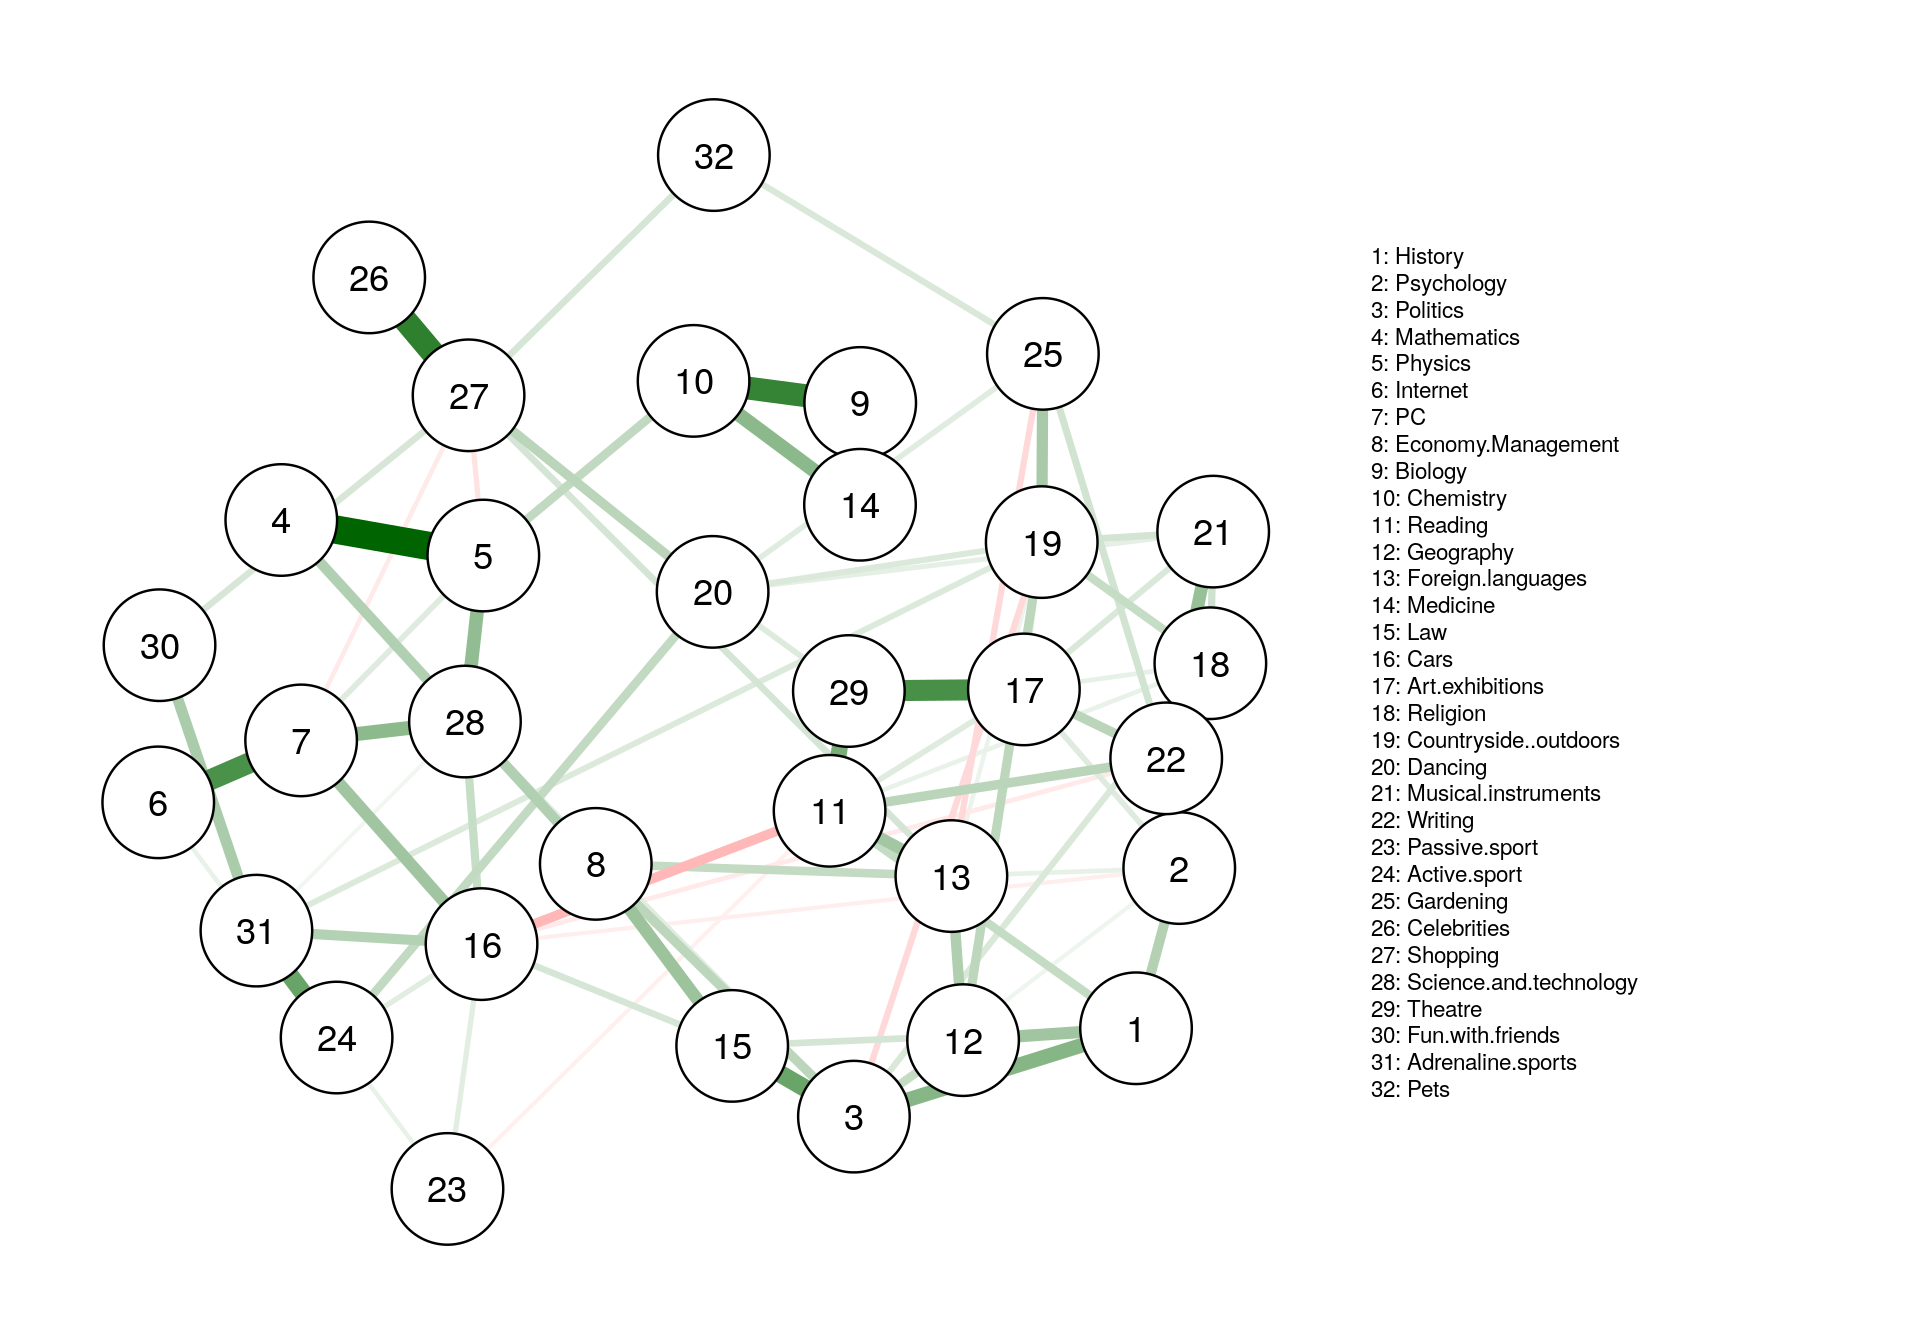 32
26
25
10
9
27
14
4
21
19
5
20
30
18
29
17
28
7
22
6
11
8
2
13
31
16
1
24
12
15
3
23
1: History
2: Psychology
3: Politics
4: Mathematics
5: Physics
6: Internet
7: PC
8: Economy.Management
9: Biology
10: Chemistry
11: Reading
12: Geography
13: Foreign.languages
14: Medicine
15: Law
16: Cars
17: Art.exhibitions
18: Religion
19: Countryside..outdoors
20: Dancing
21: Musical.instruments
22: Writing
23: Passive.sport
24: Active.sport
25: Gardening
26: Celebrities
27: Shopping
28: Science.and.technology
29: Theatre
30: Fun.with.friends
31: Adrenaline.sports
32: Pets